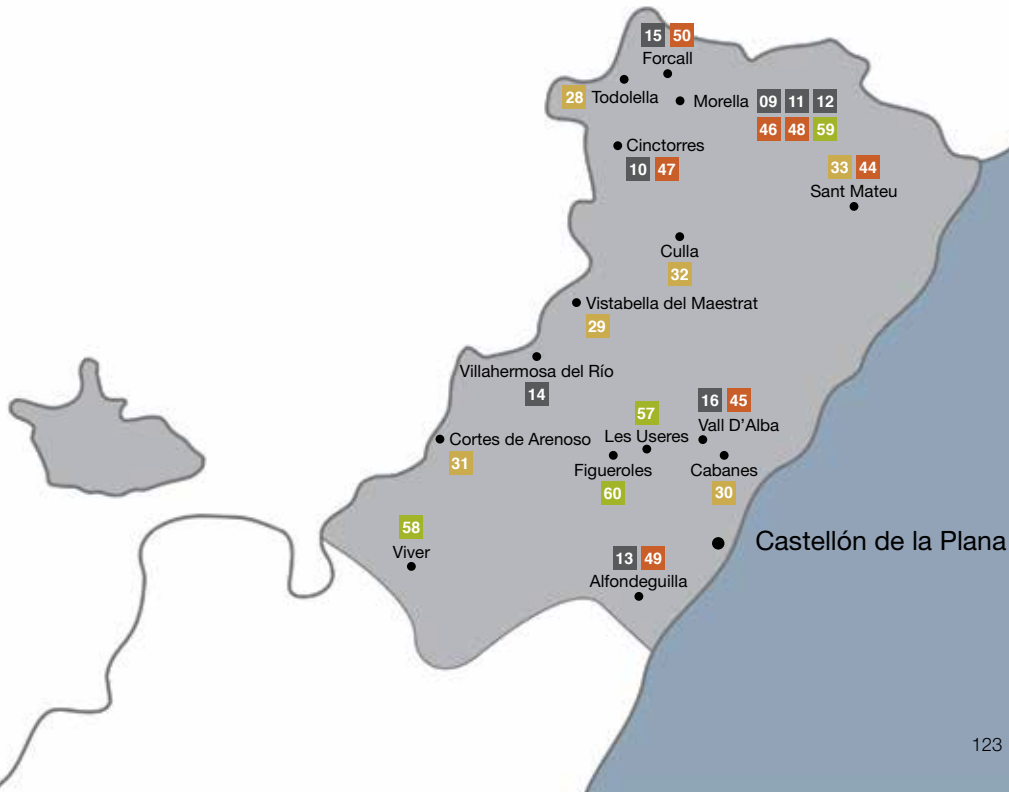 15 50
Forcall
28 Todolella
Morella 09 11 12
46 48 59
Cinctorres
10 47
33 44
Sant Mateu
Culla
32
Vistabella del Maestrat
29
Villahermosa del Río
14
16 45
Vall D’Alba
57
Les Useres
Cortes de Arenoso
31
Figueroles
60
Cabanes
30
58
Viver
Castellón de la Plana
13 49
Alfondeguilla
123